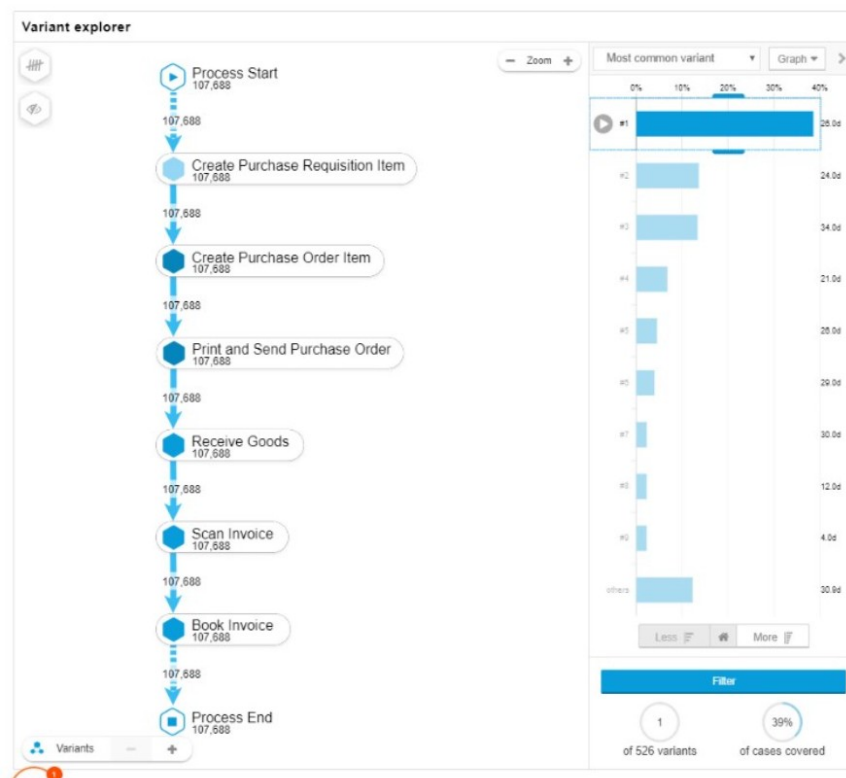 Variant explorer
Zoom
Process Start
107,688
107,688
Create Purchase Requisition Item
107,688
107,688
Create Purchase Order Item
107,688
107,688
Print and Send Purchase Order
107,688
107,688
Receive Goods
107,688
107,688
Scan Invoice
107,688
107,688
Book Invoice
107,688
107,688
Process End
107,688
Variants
1
Most common variant
Graph
0% 10% 20% 30% 40%
#1 26.0d
#2 24.0d
#3 34.0d
#4 21.0d
#5
#6 29.0d
#7 30.0d
#8 12.0d
#9 4.0d
others 30.9d
Less
More
Filter
1
of 526 variants
39%
of cases covered